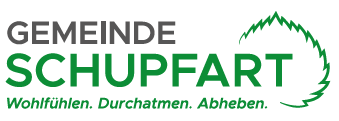 GEMEINDE
SCHUPFART
Wohlfühlen. Durchatmen. Abheben.